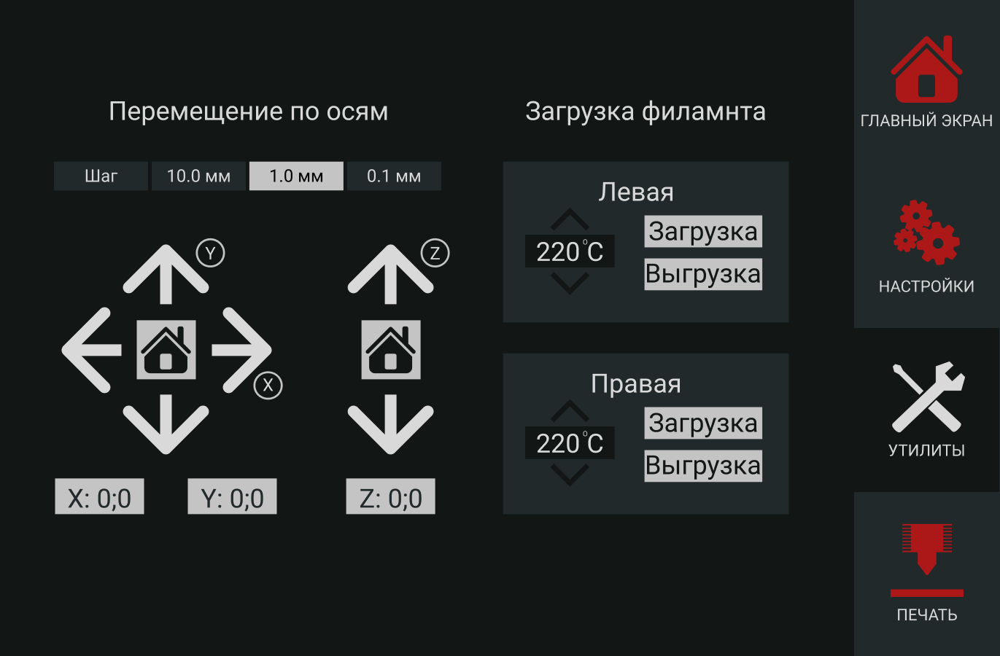 Перемещение по осям
Шаг
10.0 мм
1.0 мм
0.1 мм
Y
X
Z
X: 0;0
Y: 0;0
Z: 0;0
Загрузка филамнта
Левая
220°C
Загрузка
Выгрузка
Правая
220°C
Загрузка
Выгрузка
ГЛАВНЫЙ ЭКРАН
НАСТРОЙКИ
УТИЛИТЫ
ПЕЧАТЬ